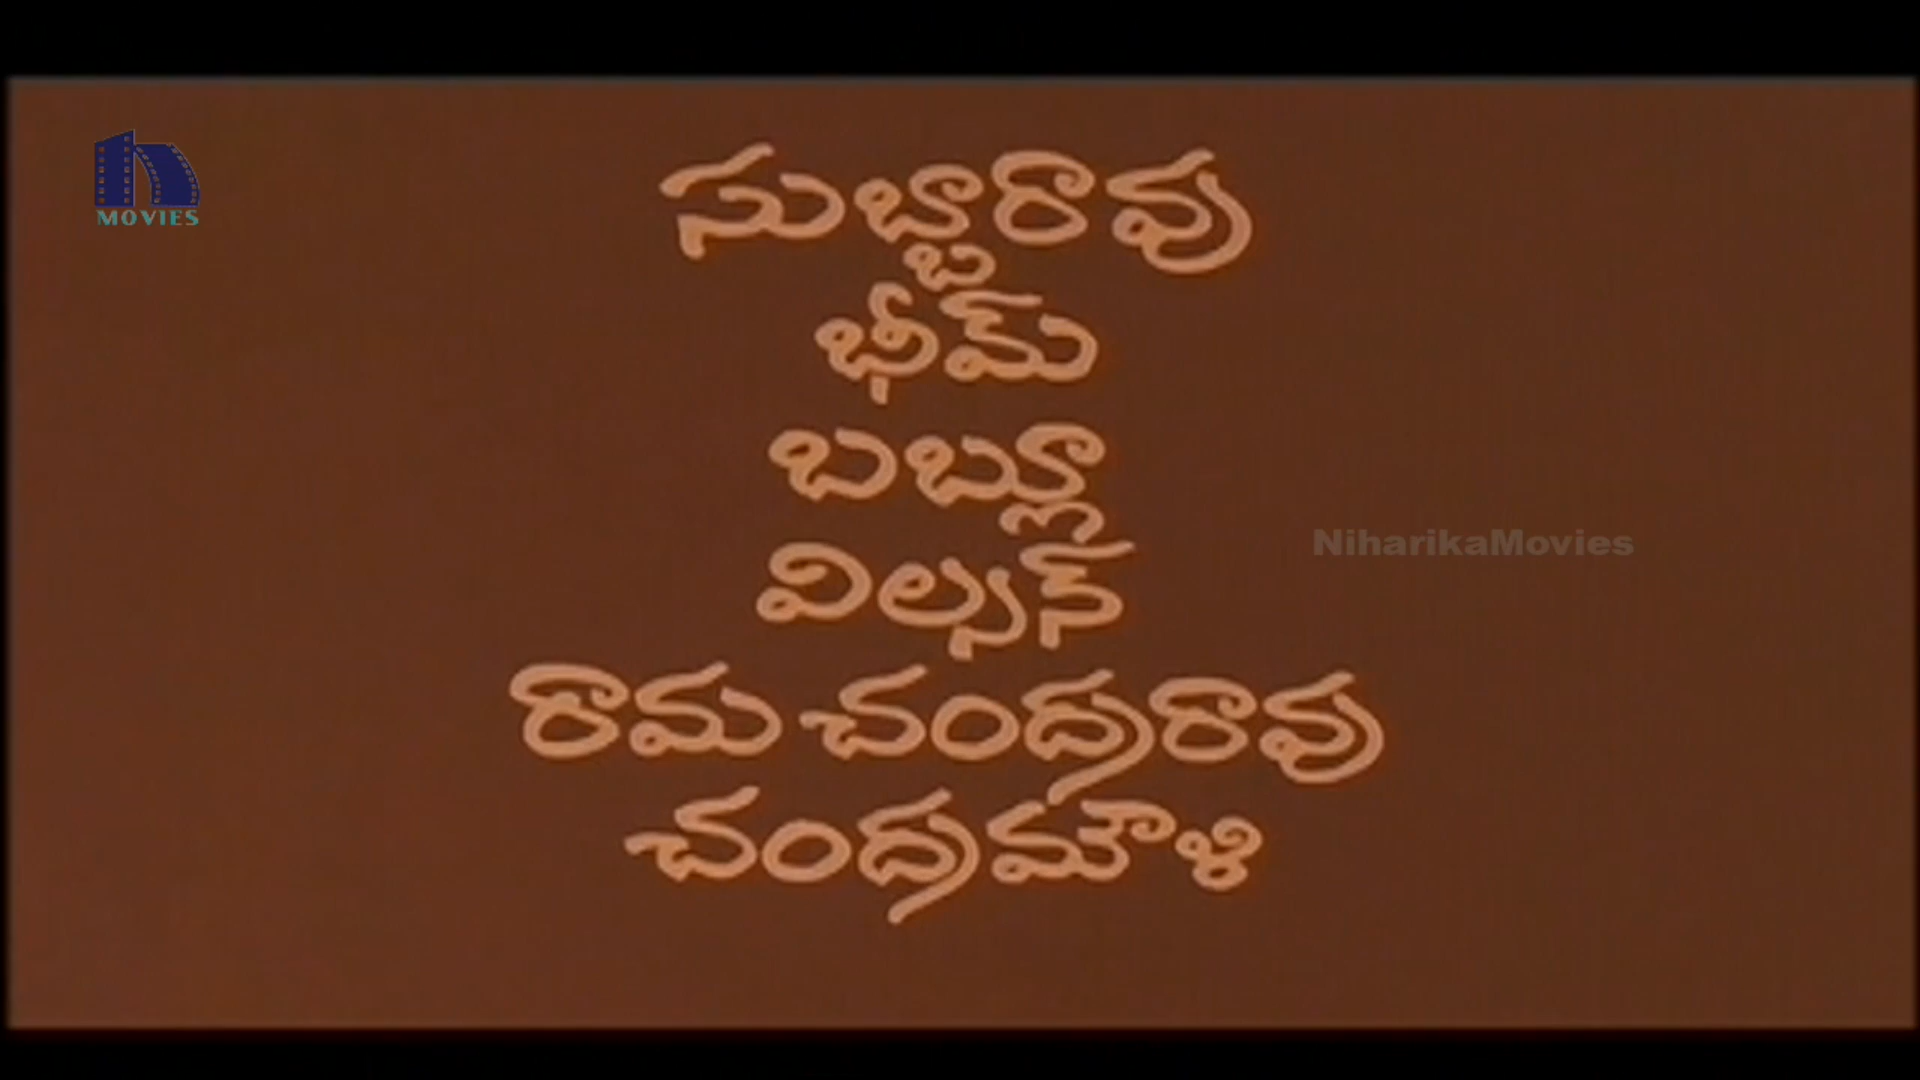 MOVIES
సుబ్బారావు
భీమ్
బబ్లూ
విల్సన్
NiharikaMovies
రామ చంద్రరావు
చంద్రమౌళి